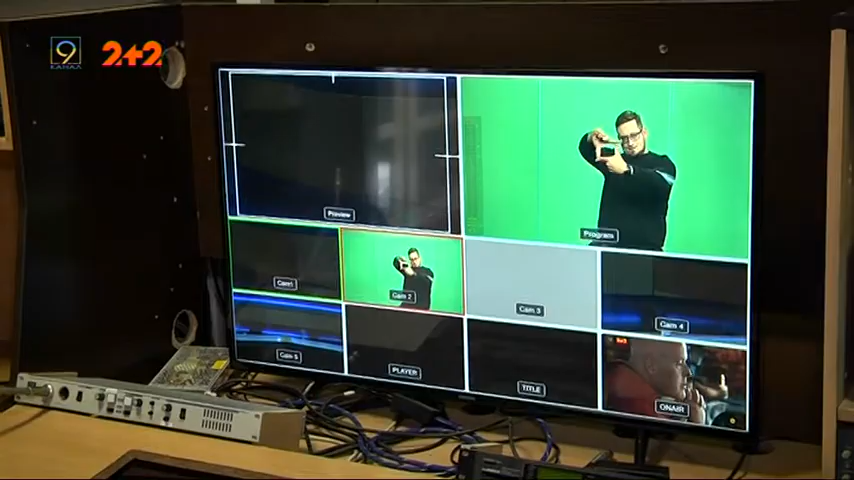 9
КАНАЛ
2+2
Preview
Program
Cam1
Cam 2
Cam 3
Cam 4
Cam 5
PLAYER
TITLE
ONAIR